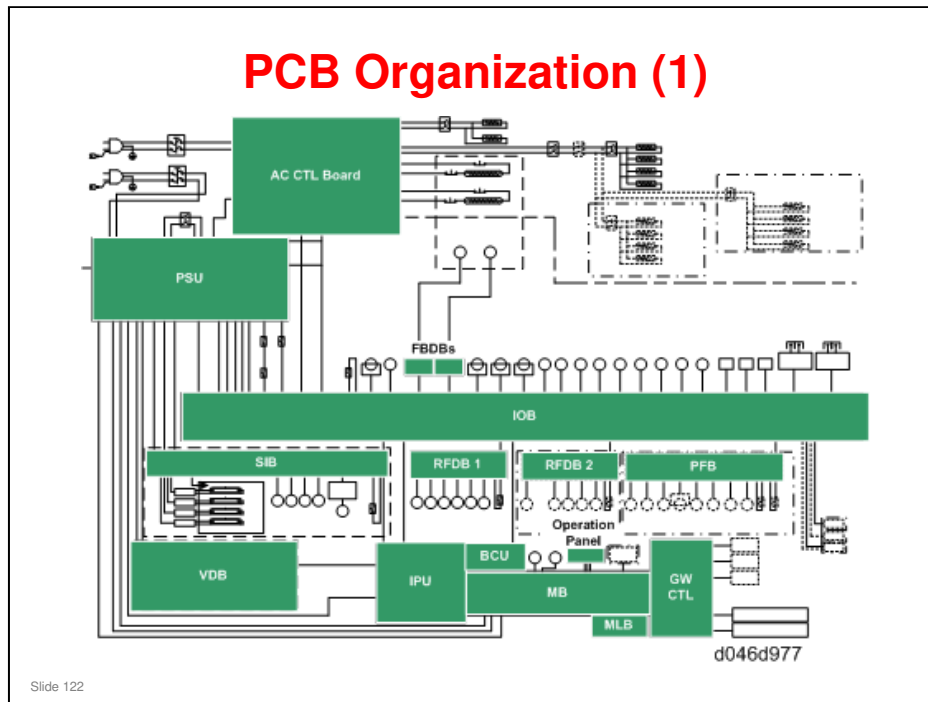 PCB Organization (1)
AC CTL Board
PSU
FBDBs
IOB
SIB
RFDB 1
RFDB 2
PFB
Operation
Panel
BCU
VDB
IPU
MB
GW
CTL
MLB
d046d977
Slide 122